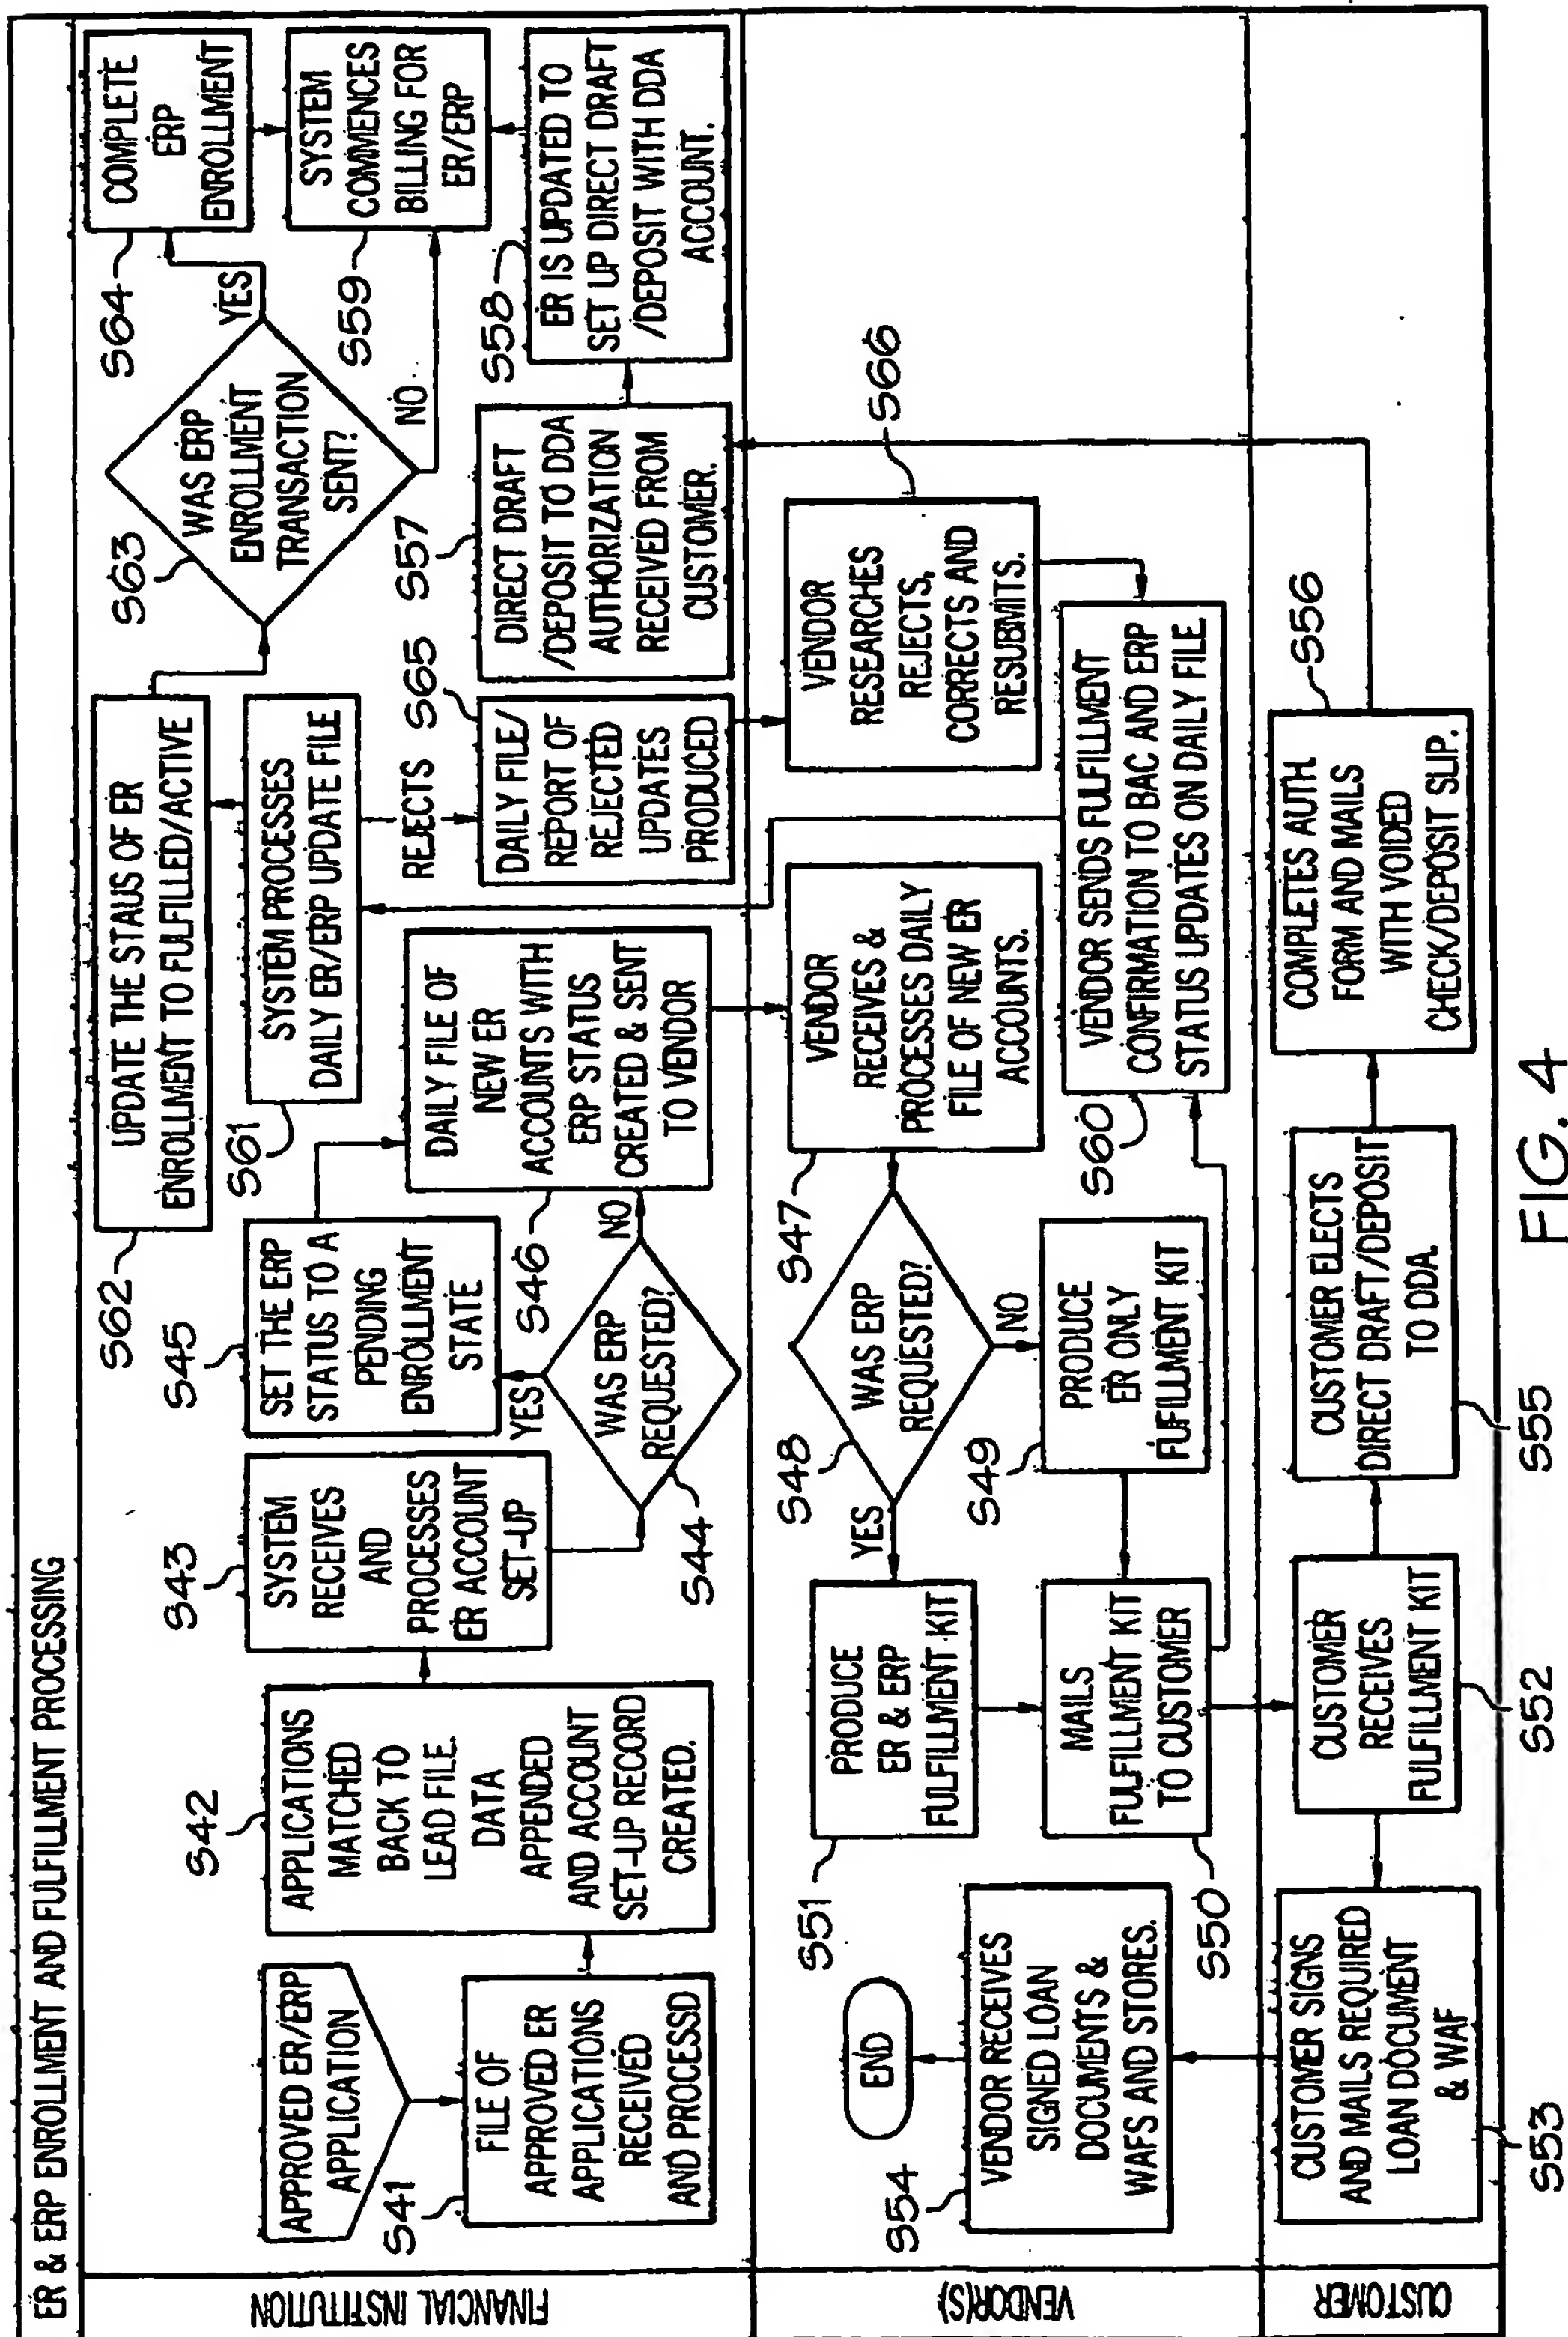 ER & ERP ENROLLMENT AND FULFILLMENT PROCESSING
FINANCIAL INSTITUTION
APPROVED ER/ERP
APPLICATION
S41
FILE OF
APPROVED ER
APPLICATIONS
RECEIVED
AND PROCESSD
S42
APPLICATIONS
MATCHED
BACK TO
LEAD FILE.
DATA
APPENDED
AND ACCOUNT
SET-UP RECORD
CREATED.
S43
SYSTEM
RECEIVES
AND
PROCESSES
ER ACCOUNT
SET-UP
S44
WAS ERP
REQUESTED?
YES
NO
S45
SET THE ERP
STATUS TO A
PENDING
ENROLLMENT
STATE
S46
DAILY FILE OF
NEW ER
ACCOUNTS WITH
ERP STATUS
CREATED & SENT
TO VENDOR
S62
UPDATE THE STAUS OF ER
ENROLLMENT TO FULFILLED/ACTIVE
S61
SYSTEM PROCESSES
DAILY ER/ERP UPDATE FILE
REJECTS
S65
DAILY FILE/
REPORT OF
REJECTED
UPDATES
PRODUCED
S63
WAS ERP
ENROLLMENT
TRANSACTION
SENT?
YES
NO
S64
COMPLETE
ERP
ENROLLMENT
S59
SYSTEM
COMMENCES
BILLING FOR
ER/ERP
S57
DIRECT DRAFT
/DEPOSIT TO DDA
AUTHORIZATION
RECEIVED FROM
CUSTOMER.
S58
ER IS UPDATED TO
SET UP DIRECT DRAFT
/DEPOSIT WITH DDA
ACCOUNT.
VENDOR(S)
END
S54
VENDOR RECEIVES
SIGNED LOAN
DOCUMENTS &
WAFS AND STORES.
S51
PRODUCE
ER & ERP
FULFILLMENT KIT
MAILS
FULFILLMENT KIT
TO CUSTOMER
S50
S48
WAS ERP
REQUESTED?
YES
NO
S49
PRODUCE
ER ONLY
FUFILLMENT KIT
S47
VENDOR
RECEIVES &
PROCESSES DAILY
FILE OF NEW ER
ACCOUNTS.
S60
VENDOR SENDS FULFILLMENT
CONFIRMATION TO BAC AND ERP
STATUS UPDATES ON DAILY FILE.
VENDOR
RESEARCHES
REJECTS,
CORRECTS AND
RESUBMITS.
S66
CUSTOMER
CUSTOMER SIGNS
AND MAILS REQUIRED
LOAN DOCUMENT
& WAF
S53
CUSTOMER
RECEIVES
FULFILLMENT KIT
S52
CUSTOMER ELECTS
DIRECT DRAFT/DEPOSIT
TO DDA.
S55
COMPLETES AUTH.
FORM AND MAILS
WITH VOIDED
CHECK/DEPOSIT SLIP.
S56
FIG. 4